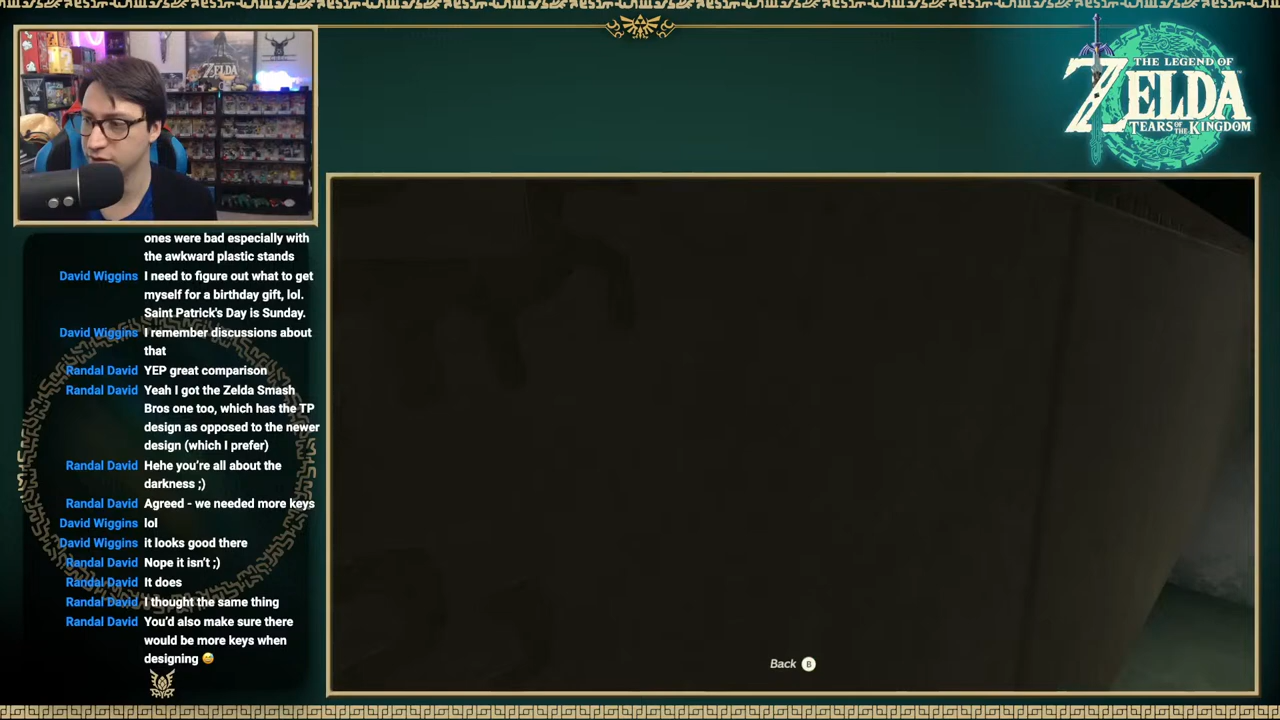 THE LEGEND OF
ZELDA
TEARS OF THE KINGDOM
ZELDA
ones were bad especially with
the awkward plastic stands
David Wiggins I need to figure out what to get
myself for a birthday gift, lol.
Saint Patrick's Day is Sunday.
David Wiggins I remember discussions about
that
Randal David YEP great comparison
Randal David Yeah I got the Zelda Smash
Bros one too, which has the TP
design as opposed to the newer
design (which I prefer)
Randal David Hehe you're all about the
darkness ;)
Randal David Agreed - we needed more keys
David Wiggins lol
David Wiggins it looks good there
Randal David Nope it isn't ;)
Randal David It does
Randal David I thought the same thing
Randal David You'd also make sure there
would be more keys when
designing 😅
Back B